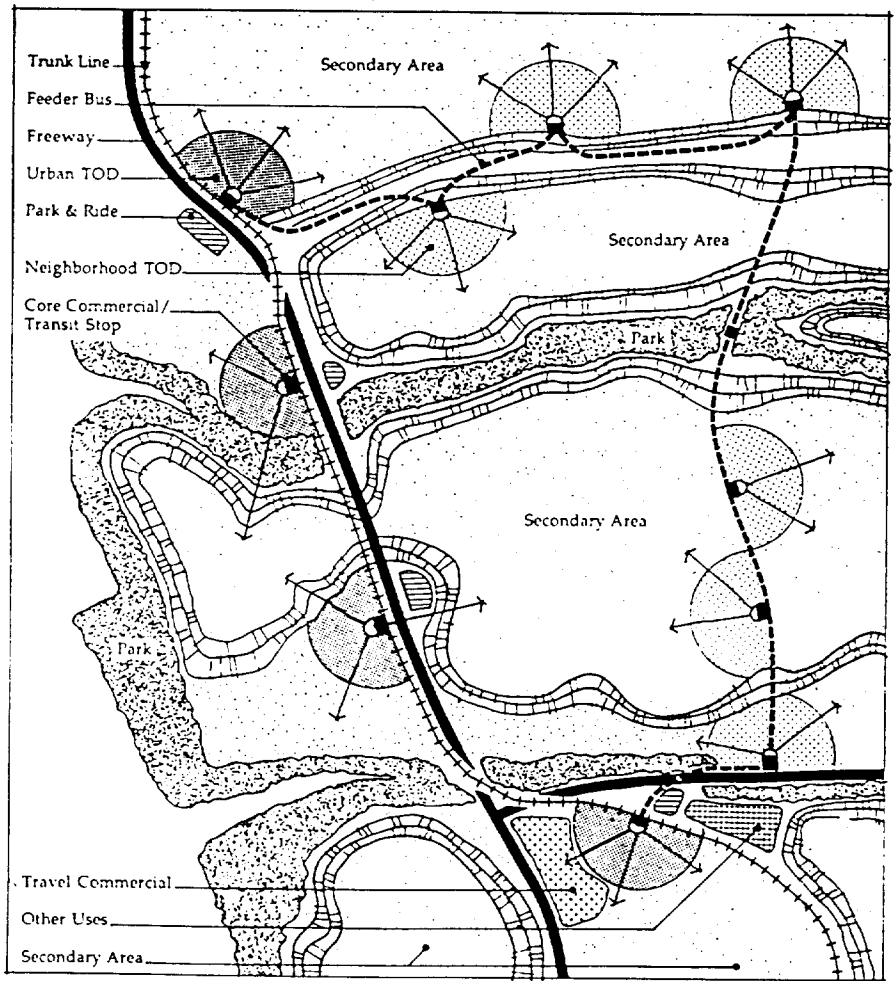 Trunk Line
Secondary Area
Feeder Bus
Freeway
Urban TOD
Park & Ride
Secondary Area
Neighborhood TOD
Core Commercial/
Transit Stop
Park
Secondary Area
Park
Travel Commercial
Other Uses
Secondary Area